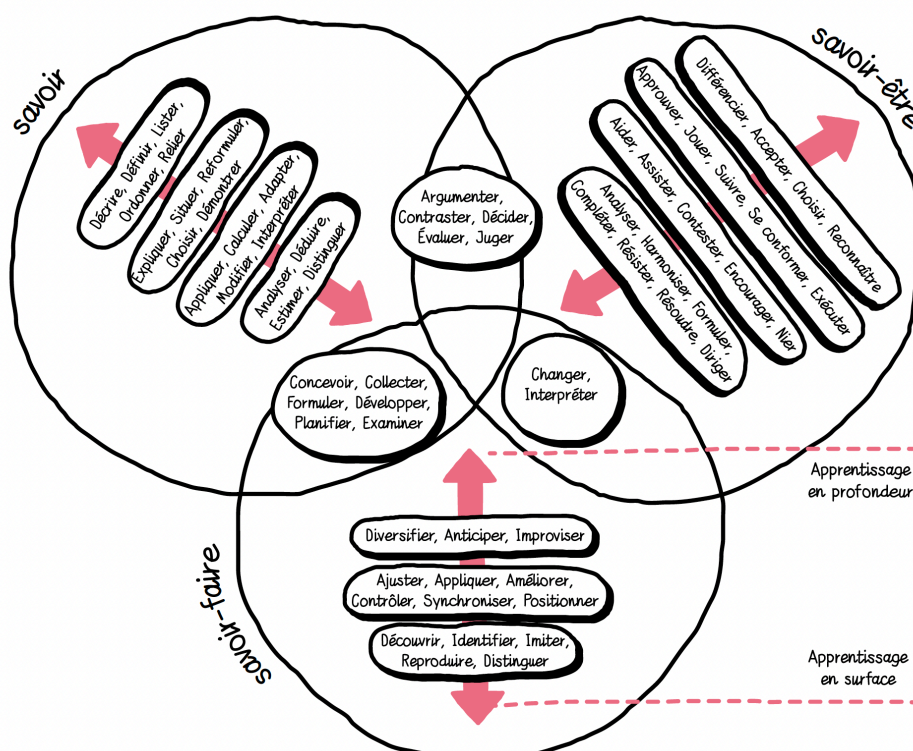 savoir
Décrire, Définir, Lister,
Ordonner, Relier
Expliquer, Situer, Reformuler,
Choisir, Démontrer
Appliquer, Calculer, Adapter,
Modifier, Interpréter
Analyser, Déduire,
Estimer, Distinguer
savoir-être
Différencier, Accepter, Choisir, Reconnaître
Approuver, Jouer, Suivre, Se conformer, Exécuter
Aider, Assister, Contester, Encourager, Nier
Analyser, Harmoniser, Formuler,
Compléter, Résister, Résoudre, Diriger
Argumenter,
Contraster, Décider,
Évaluer, Juger
Concevoir, Collecter,
Formuler, Développer,
Planifier, Examiner
Changer,
Interpréter
Apprentissage
en profondeur
savoir-faire
Diversifier, Anticiper, Improviser
Ajuster, Appliquer, Améliorer,
Contrôler, Synchroniser, Positionner
Découvrir, Identifier, Imiter,
Reproduire, Distinguer
Apprentissage
en surface